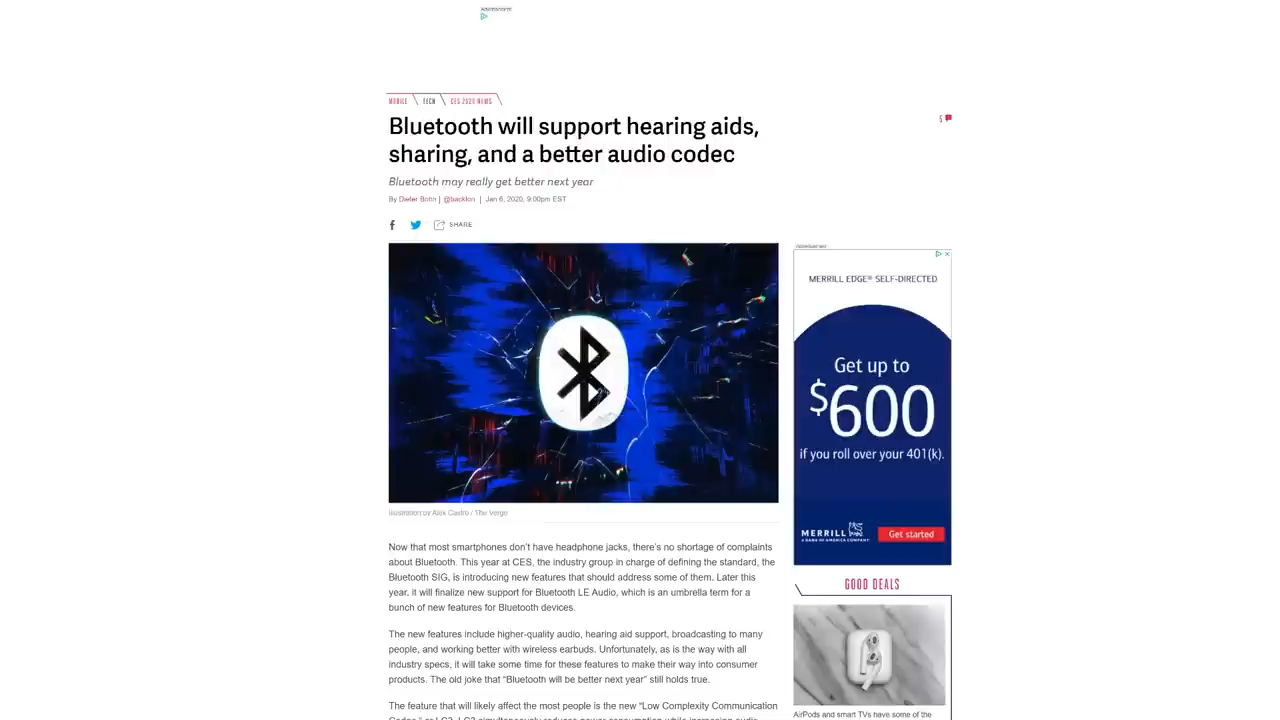 Advertisement
MOBILE
TECH
CES 2020 NEWS
Bluetooth will support hearing aids,
sharing, and a better audio codec
5
Bluetooth may really get better next year
By Dieter Bohn | @backlon | Jan 6, 2020, 9:00pm EST
SHARE
Illustration by Alex Castro / The Verge
Now that most smartphones don’t have headphone jacks, there’s no shortage of complaints
about Bluetooth. This year at CES, the industry group in charge of defining the standard, the
Bluetooth SIG, is introducing new features that should address some of them. Later this
year, it will finalize new support for Bluetooth LE Audio, which is an umbrella term for a
bunch of new features for Bluetooth devices.
The new features include higher-quality audio, hearing aid support, broadcasting to many
people, and working better with wireless earbuds. Unfortunately, as is the way with all
industry specs, it will take some time for these features to make their way into consumer
products. The old joke that “Bluetooth will be better next year” still holds true.
The feature that will likely affect the most people is the new “Low Complexity Communication
Advertisement
MERRILL EDGE® SELF-DIRECTED
Get up to
$600
if you roll over your 401(k).
MERRILL
A BANK OF AMERICA COMPANY
Get started
GOOD DEALS
AirPods and smart TVs have some of the